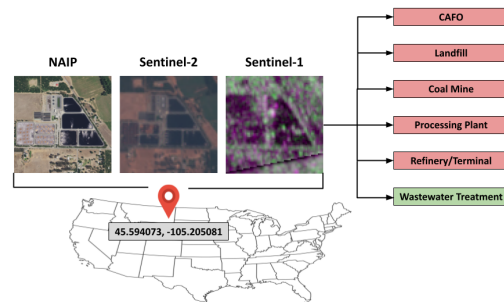 NAIP
Sentinel-2
Sentinel-1
CAFO
Landfill
Coal Mine
Processing Plant
Refinery/Terminal
Wastewater Treatment
45.594073, -105.205081